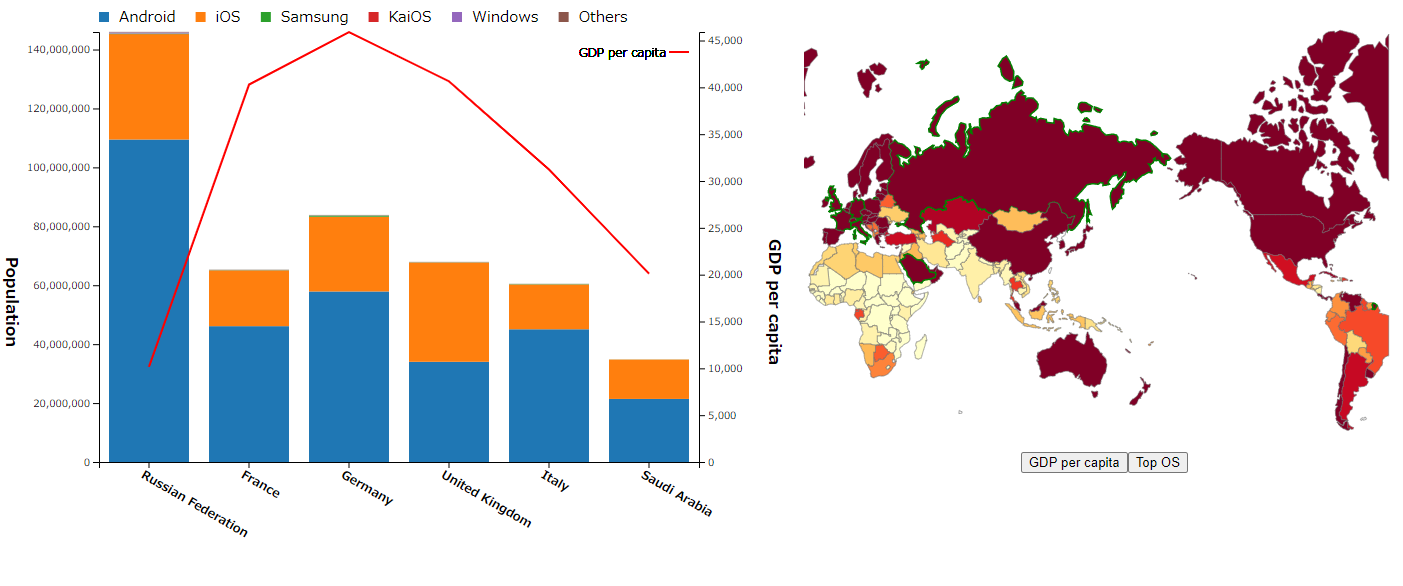 Android iOS Samsung KaiOS Windows Others
GDP per capita
140,000,000
120,000,000
100,000,000
80,000,000
60,000,000
40,000,000
20,000,000
0
Population
45,000
40,000
35,000
30,000
25,000
20,000
15,000
10,000
5,000
0
GDP per capita
Russian Federation
France
Germany
United Kingdom
Italy
Saudi Arabia
GDP per capita Top OS